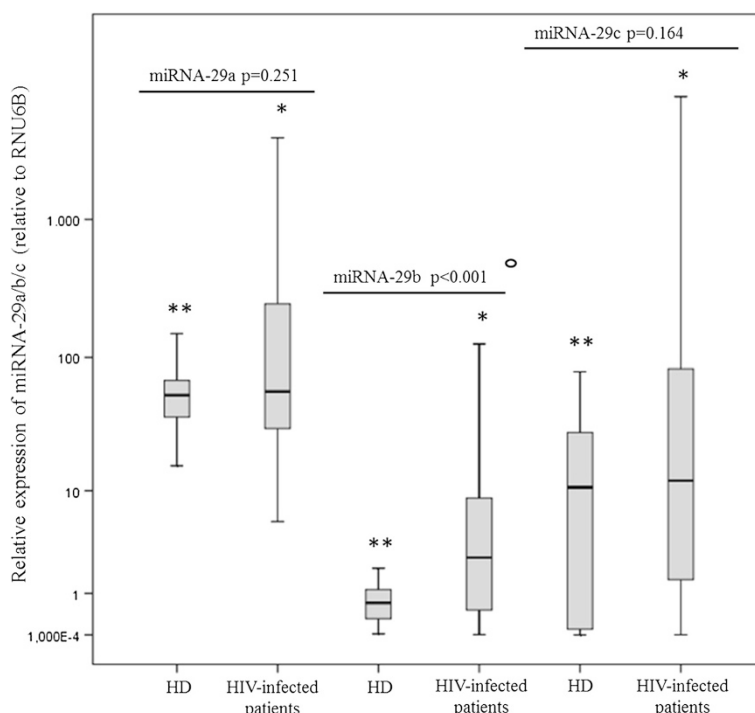 miRNA-29c p=0.164
miRNA-29a p=0.251
*
*
1.000
miRNA-29b p<0.001
**
*
**
100
10
**
1
1,000E-4
Relative expression of miRNA-29a/b/c (relative to RNU6B)
HD
HIV-infected
patients
HD
HIV-infected
patients
HD
HIV-infected
patients